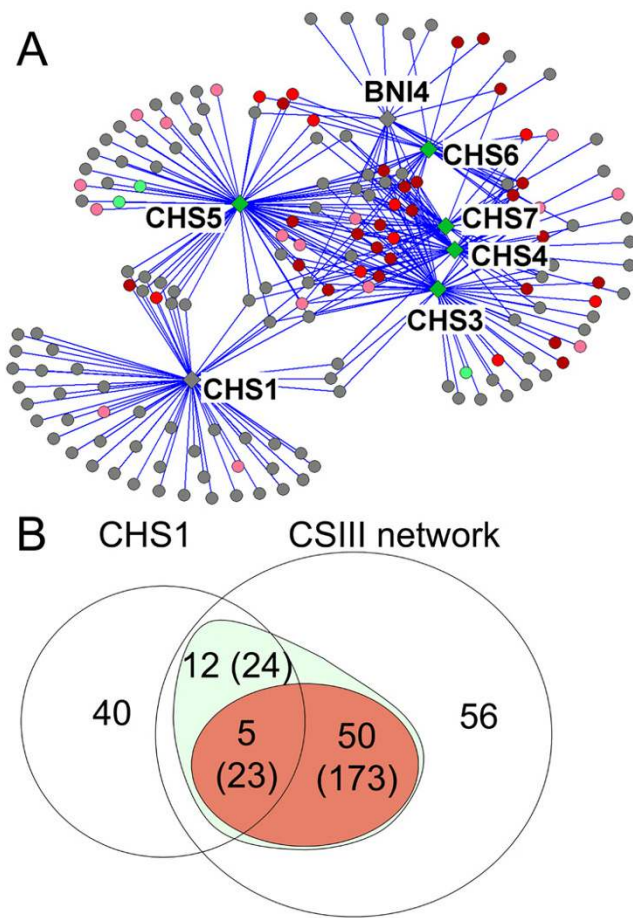 A
BNI4
CHS6
CHS7
CHS5
CHS4
CHS3
CHS1
B
CHS1 CSIII network
12 (24)
40 5 50 56
(23) (173)